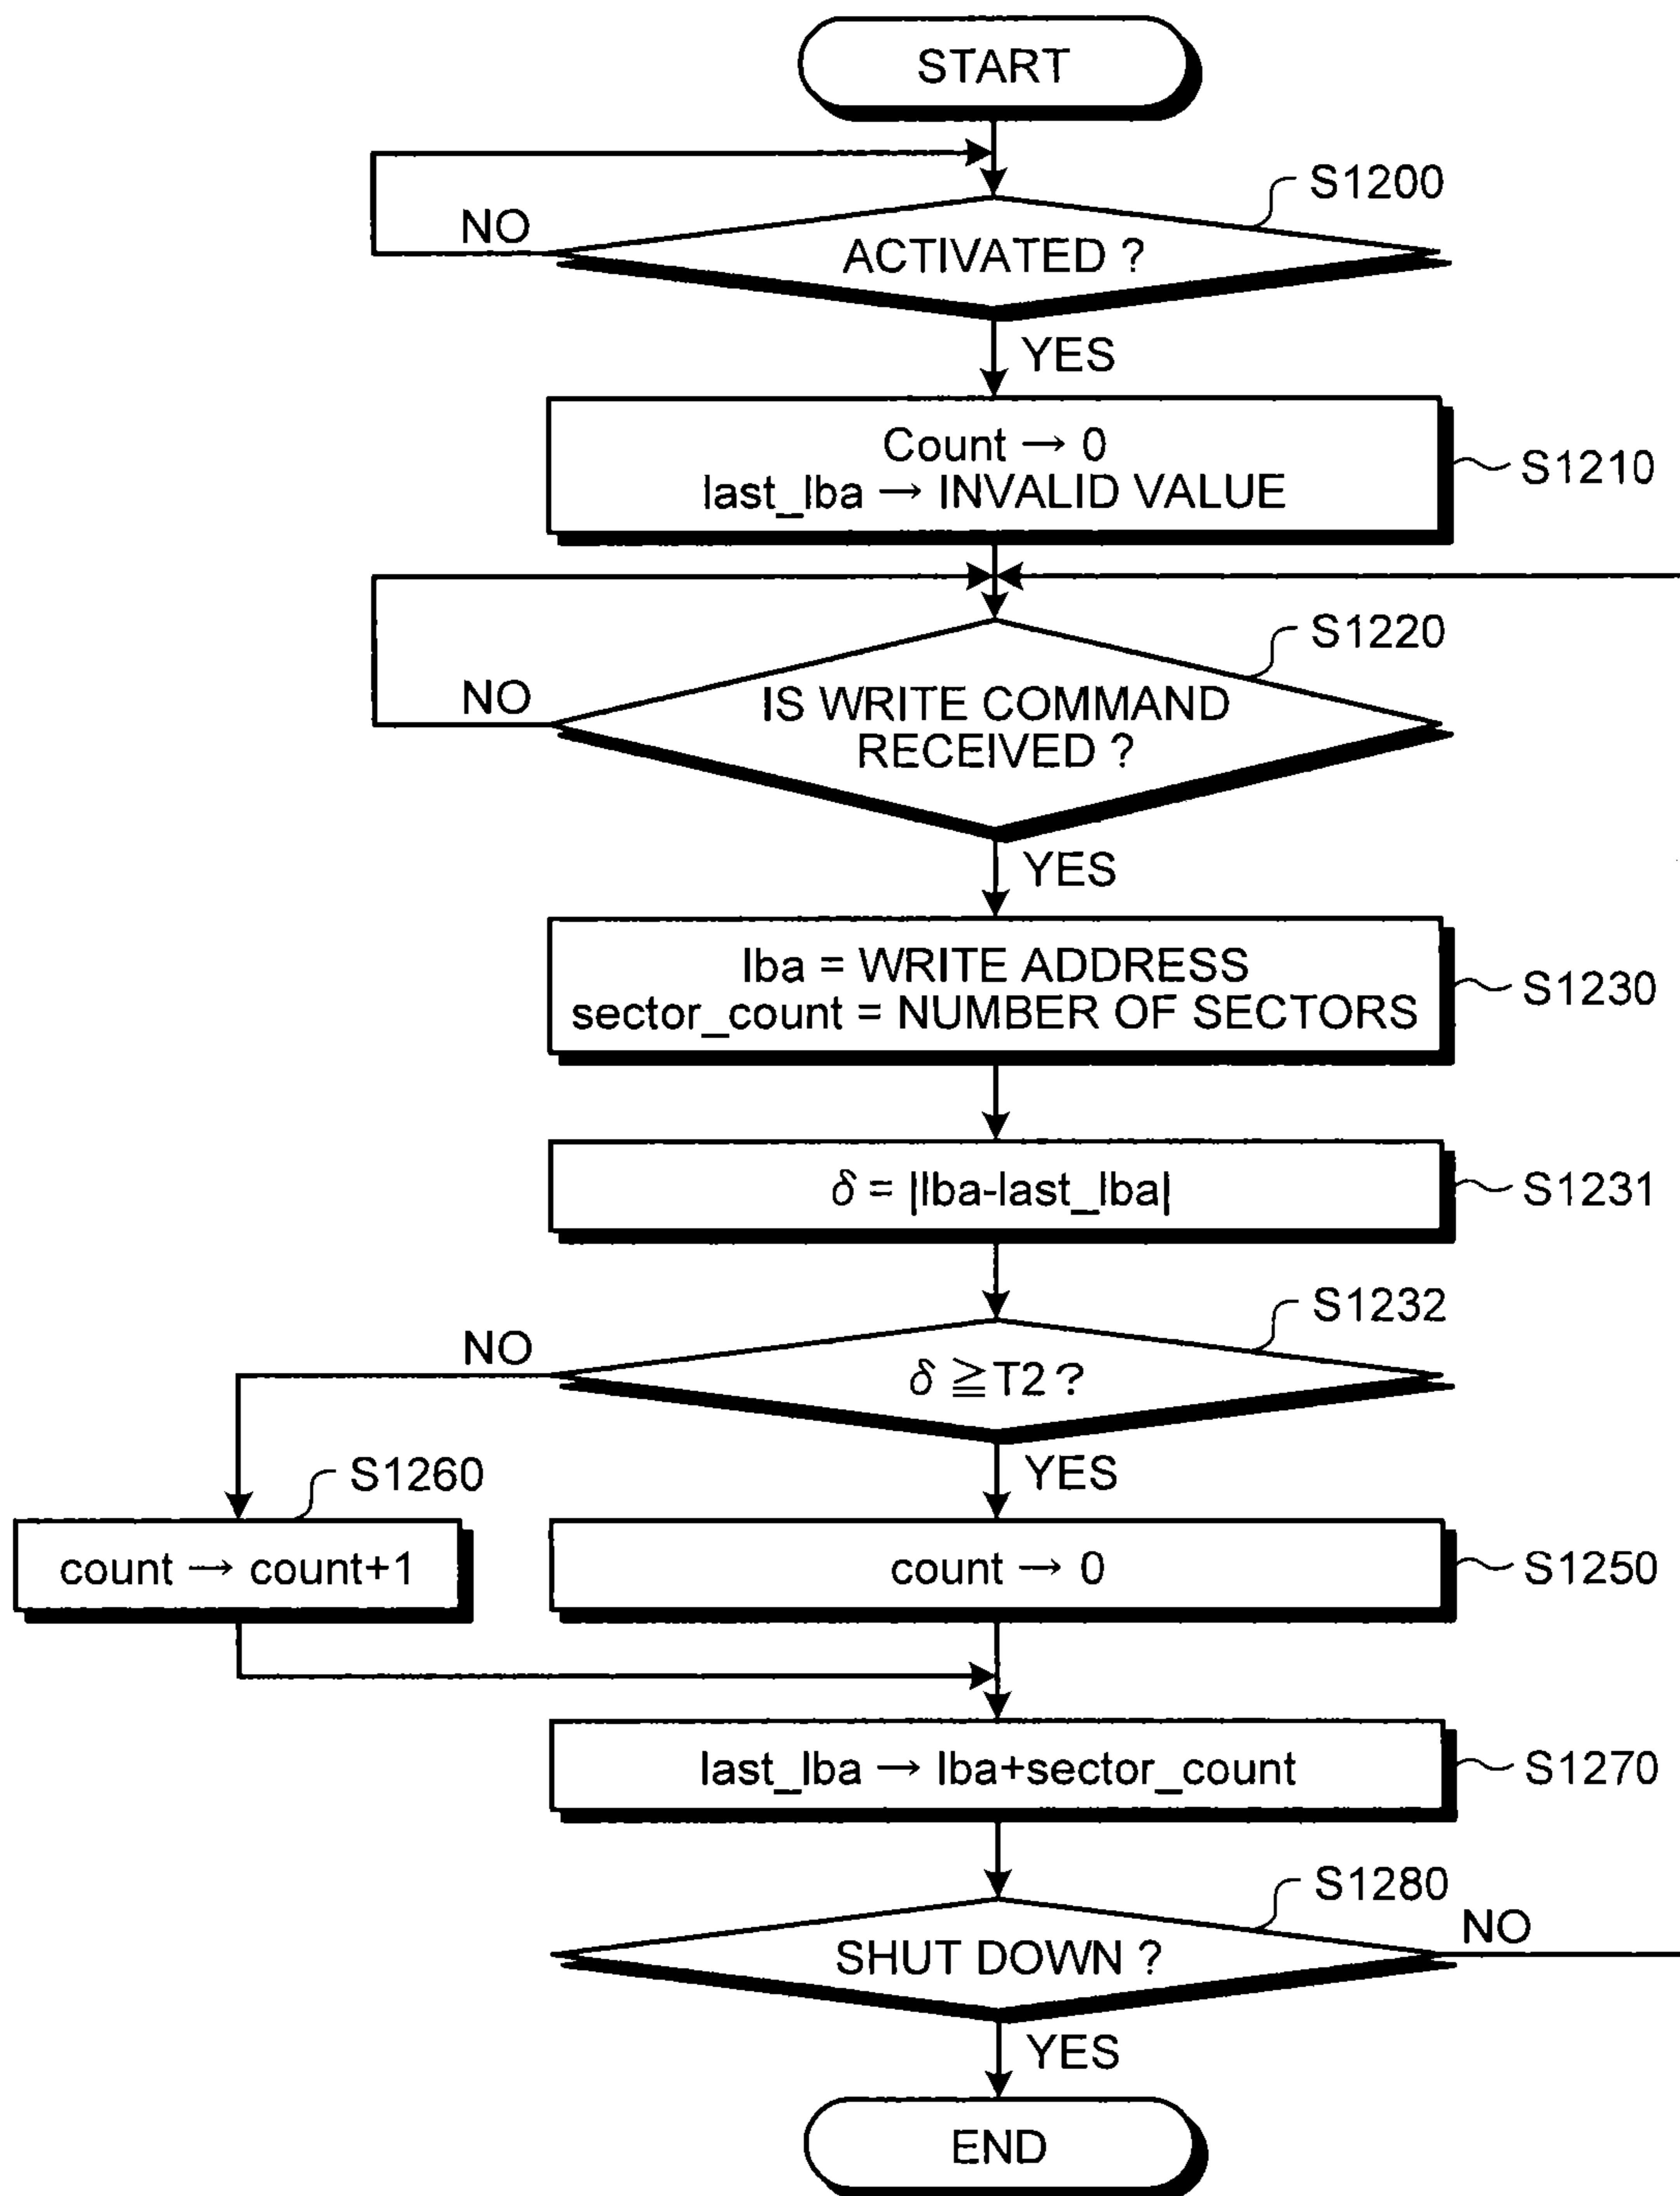 START
S1200
NO
ACTIVATED ?
YES
Count → 0
last_lba → INVALID VALUE
S1210
S1220
NO
IS WRITE COMMAND
RECEIVED ?
YES
lba = WRITE ADDRESS
sector_count = NUMBER OF SECTORS
S1230
δ = |lba-last_lba|
S1231
S1232
NO
δ ≧ T2 ?
YES
S1260
count → count+1
count → 0
S1250
last_lba → lba+sector_count
S1270
S1280
NO
SHUT DOWN ?
YES
END